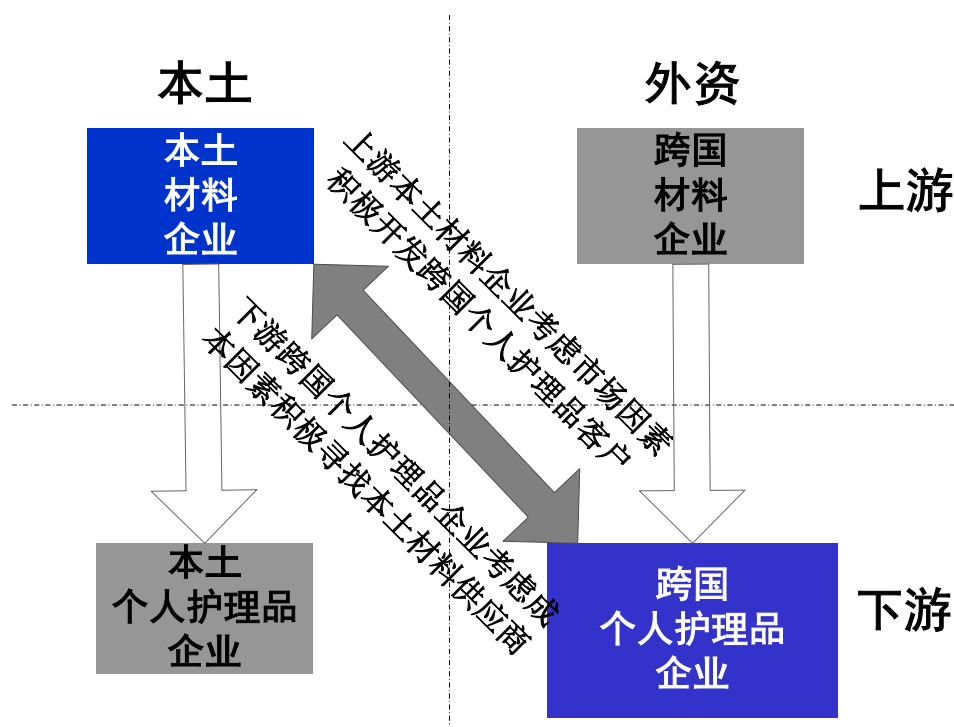 本土
外资
本土
材料
企业
跨国
材料
企业
上游
上游本土材料企业考虑市场因素
积极开发跨国个人护理品客户
下游跨国个人护理品企业考虑成
本因素积极寻找本土材料供应商
本土
个人护理品
企业
跨国
个人护理品
企业
下游